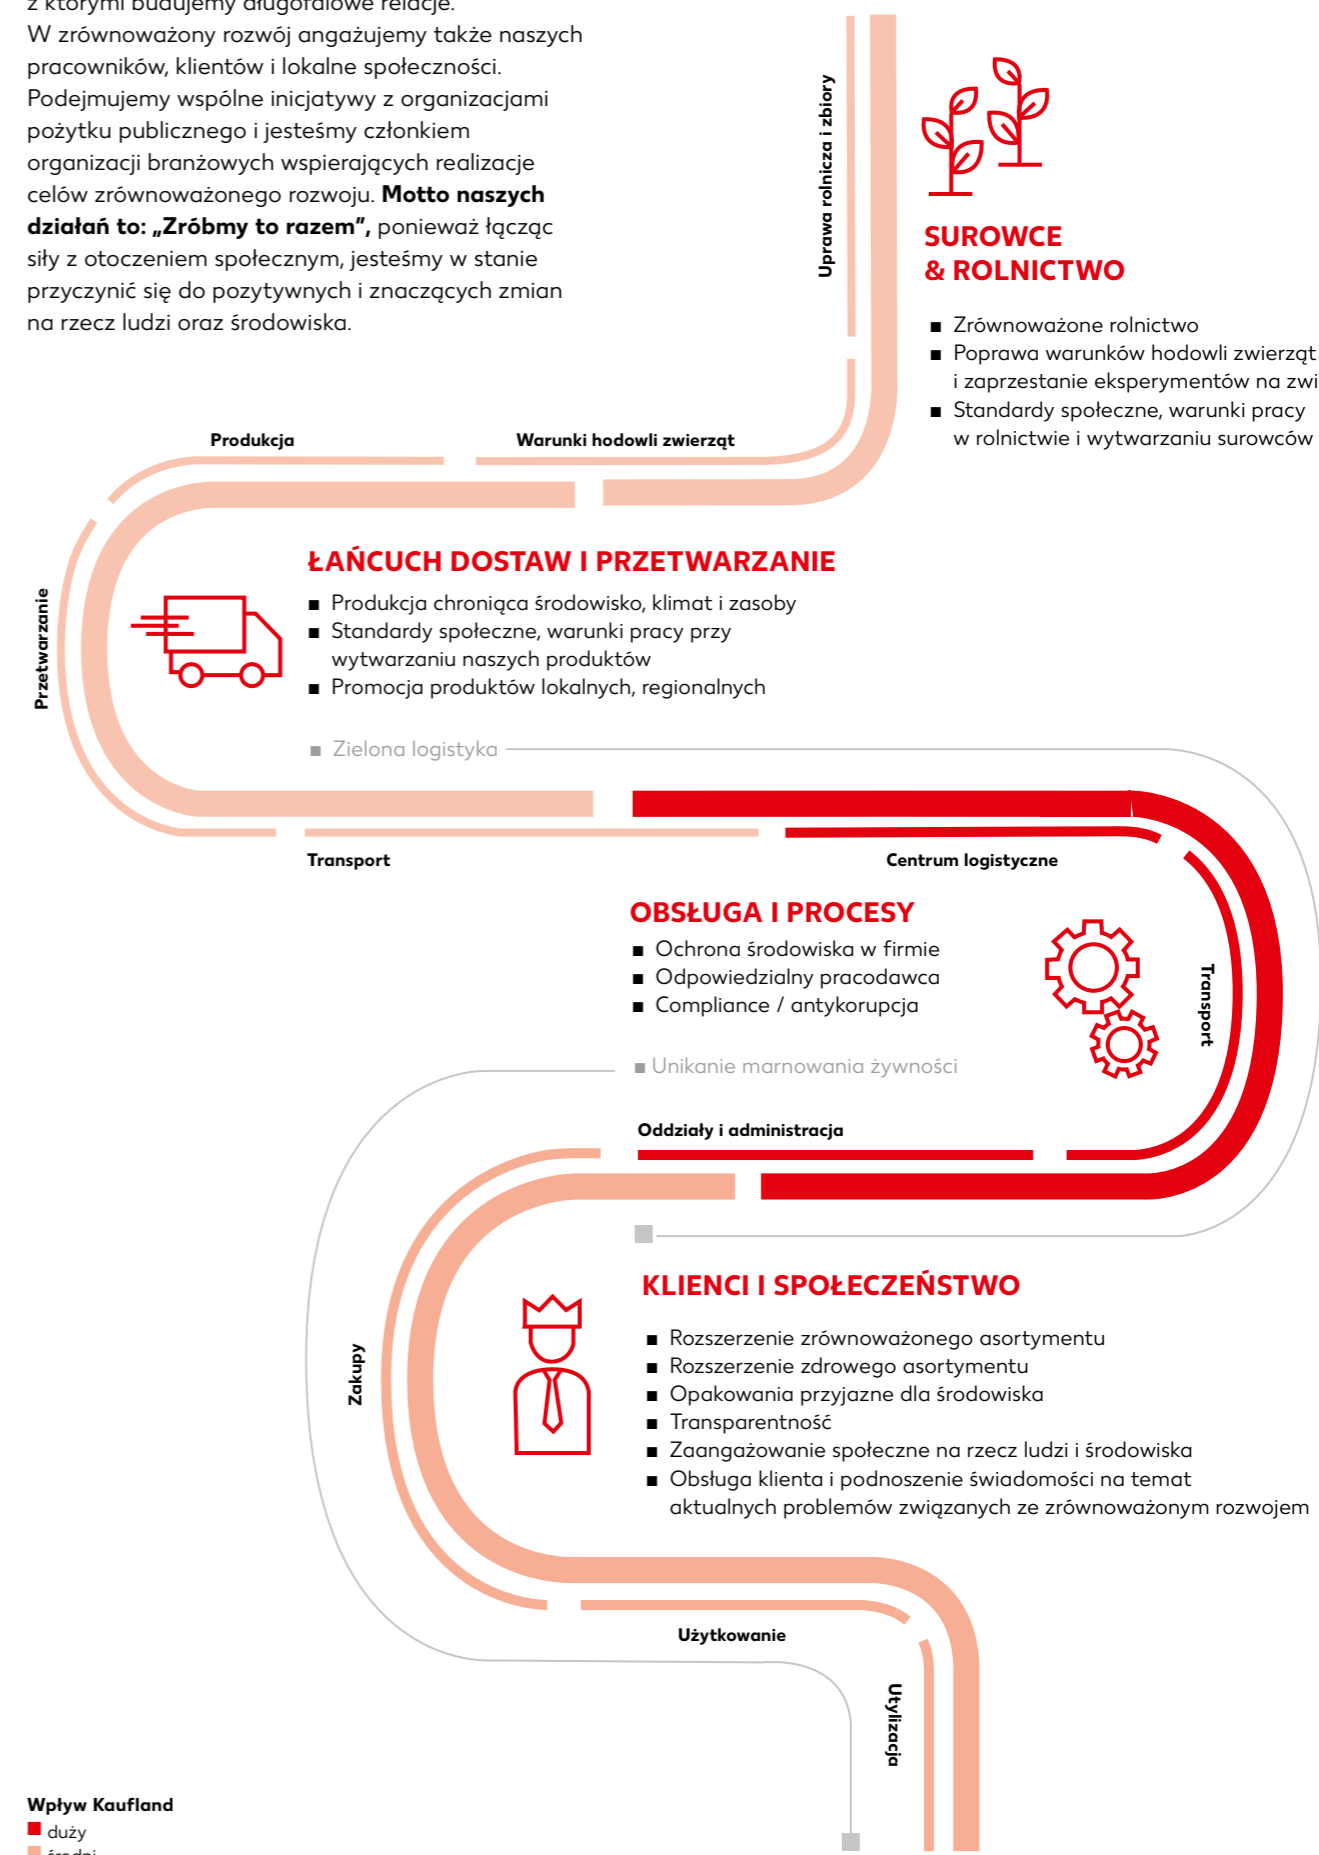 z którymi budujemy długofalowe relacje.
W zrównoważony rozwój angażujemy także naszych
pracowników, klientów i lokalne społeczności.
Podejmujemy wspólne inicjatywy z organizacjami
pożytku publicznego i jesteśmy członkiem
organizacji branżowych wspierających realizacje
celów zrównoważonego rozwoju. Motto naszych
działań to: „Zróbmy to razem”, ponieważ łącząc
siły z otoczeniem społecznym, jesteśmy w stanie
przyczynić się do pozytywnych i znaczących zmian
na rzecz ludzi oraz środowiska.
Uprawa rolnicza i zbiory
SUROWCE
& ROLNICTWO
■ Zrównoważone rolnictwo
■ Poprawa warunków hodowli zwierząt
i zaprzestanie eksperymentów na zwi
■ Standardy społeczne, warunki pracy
w rolnictwie i wytwarzaniu surowców
Produkcja
Warunki hodowli zwierząt
Przetwarzanie
ŁAŃCUCH DOSTAW I PRZETWARZANIE
■ Produkcja chroniąca środowisko, klimat i zasoby
■ Standardy społeczne, warunki pracy przy
wytwarzaniu naszych produktów
■ Promocja produktów lokalnych, regionalnych
■ Zielona logistyka
Transport
Centrum logistyczne
OBSŁUGA I PROCESY
■ Ochrona środowiska w firmie
■ Odpowiedzialny pracodawca
■ Compliance / antykorupcja
Transport
■ Unikanie marnowania żywności
Oddziały i administracja
KLIENCI I SPOŁECZEŃSTWO
■ Rozszerzenie zrównoważonego asortymentu
■ Rozszerzenie zdrowego asortymentu
■ Opakowania przyjazne dla środowiska
■ Transparentność
■ Zaangażowanie społeczne na rzecz ludzi i środowiska
■ Obsługa klienta i podnoszenie świadomości na temat
aktualnych problemów związanych ze zrównoważonym rozwojem
Zakupy
Użytkowanie
Utylizacja
Wpływ Kaufland
duży
średni